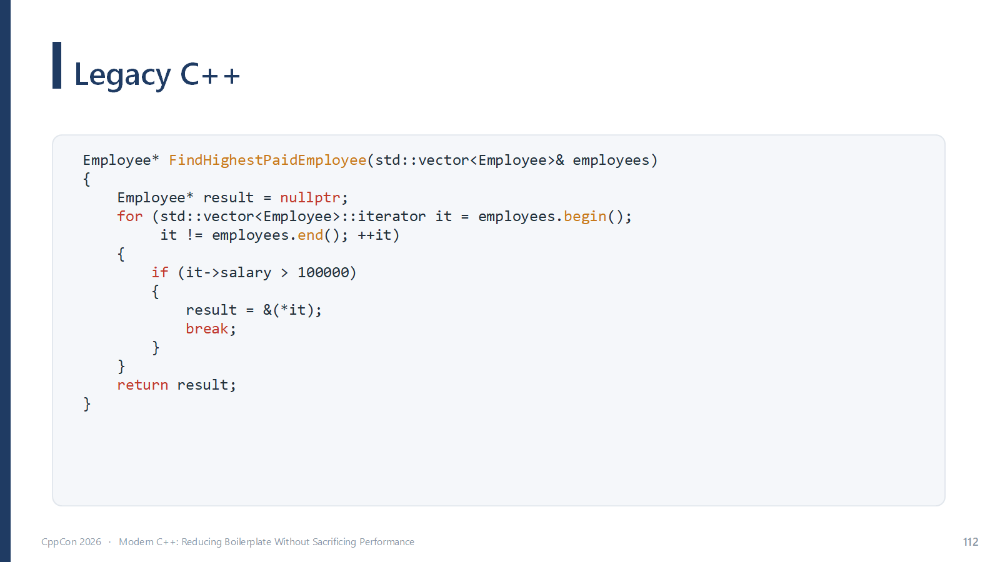 Legacy C++
Employee* FindHighestPaidEmployee(std::vector<Employee>& employees)
{
    Employee* result = nullptr;
    for (std::vector<Employee>::iterator it = employees.begin();
         it != employees.end(); ++it)
    {
        if (it->salary > 100000)
        {
            result = &(*it);
            break;
        }
    }
    return result;
}
CppCon 2026 · Modern C++: Reducing Boilerplate Without Sacrificing Performance
112